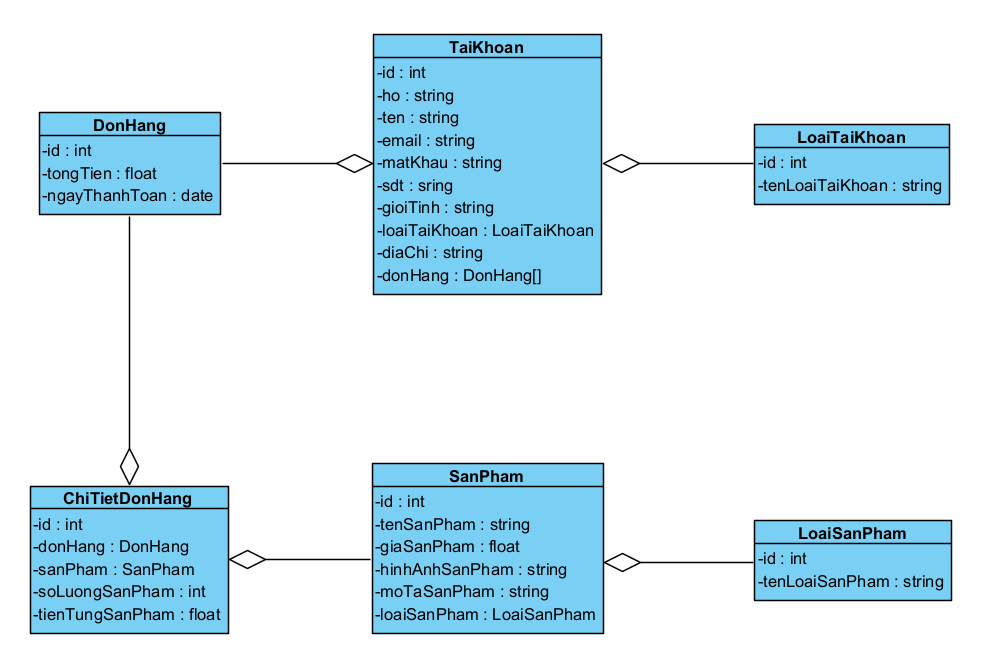 TaiKhoan
-id : int
-ho : string
-ten : string
-email : string
-matKhau : string
-sdt : sring
-gioiTinh : string
-loaiTaiKhoan : LoaiTaiKhoan
-diaChi : string
-donHang : DonHang[]
DonHang
-id : int
-tongTien : float
-ngayThanhToan : date
LoaiTaiKhoan
-id : int
-tenLoaiTaiKhoan : string
ChiTietDonHang
-id : int
-donHang : DonHang
-sanPham : SanPham
-soLuongSanPham : int
-tienTungSanPham : float
SanPham
-id : int
-tenSanPham : string
-giaSanPham : float
-hinhAnhSanPham : string
-moTaSanPham : string
-loaiSanPham : LoaiSanPham
LoaiSanPham
-id : int
-tenLoaiSanPham : string